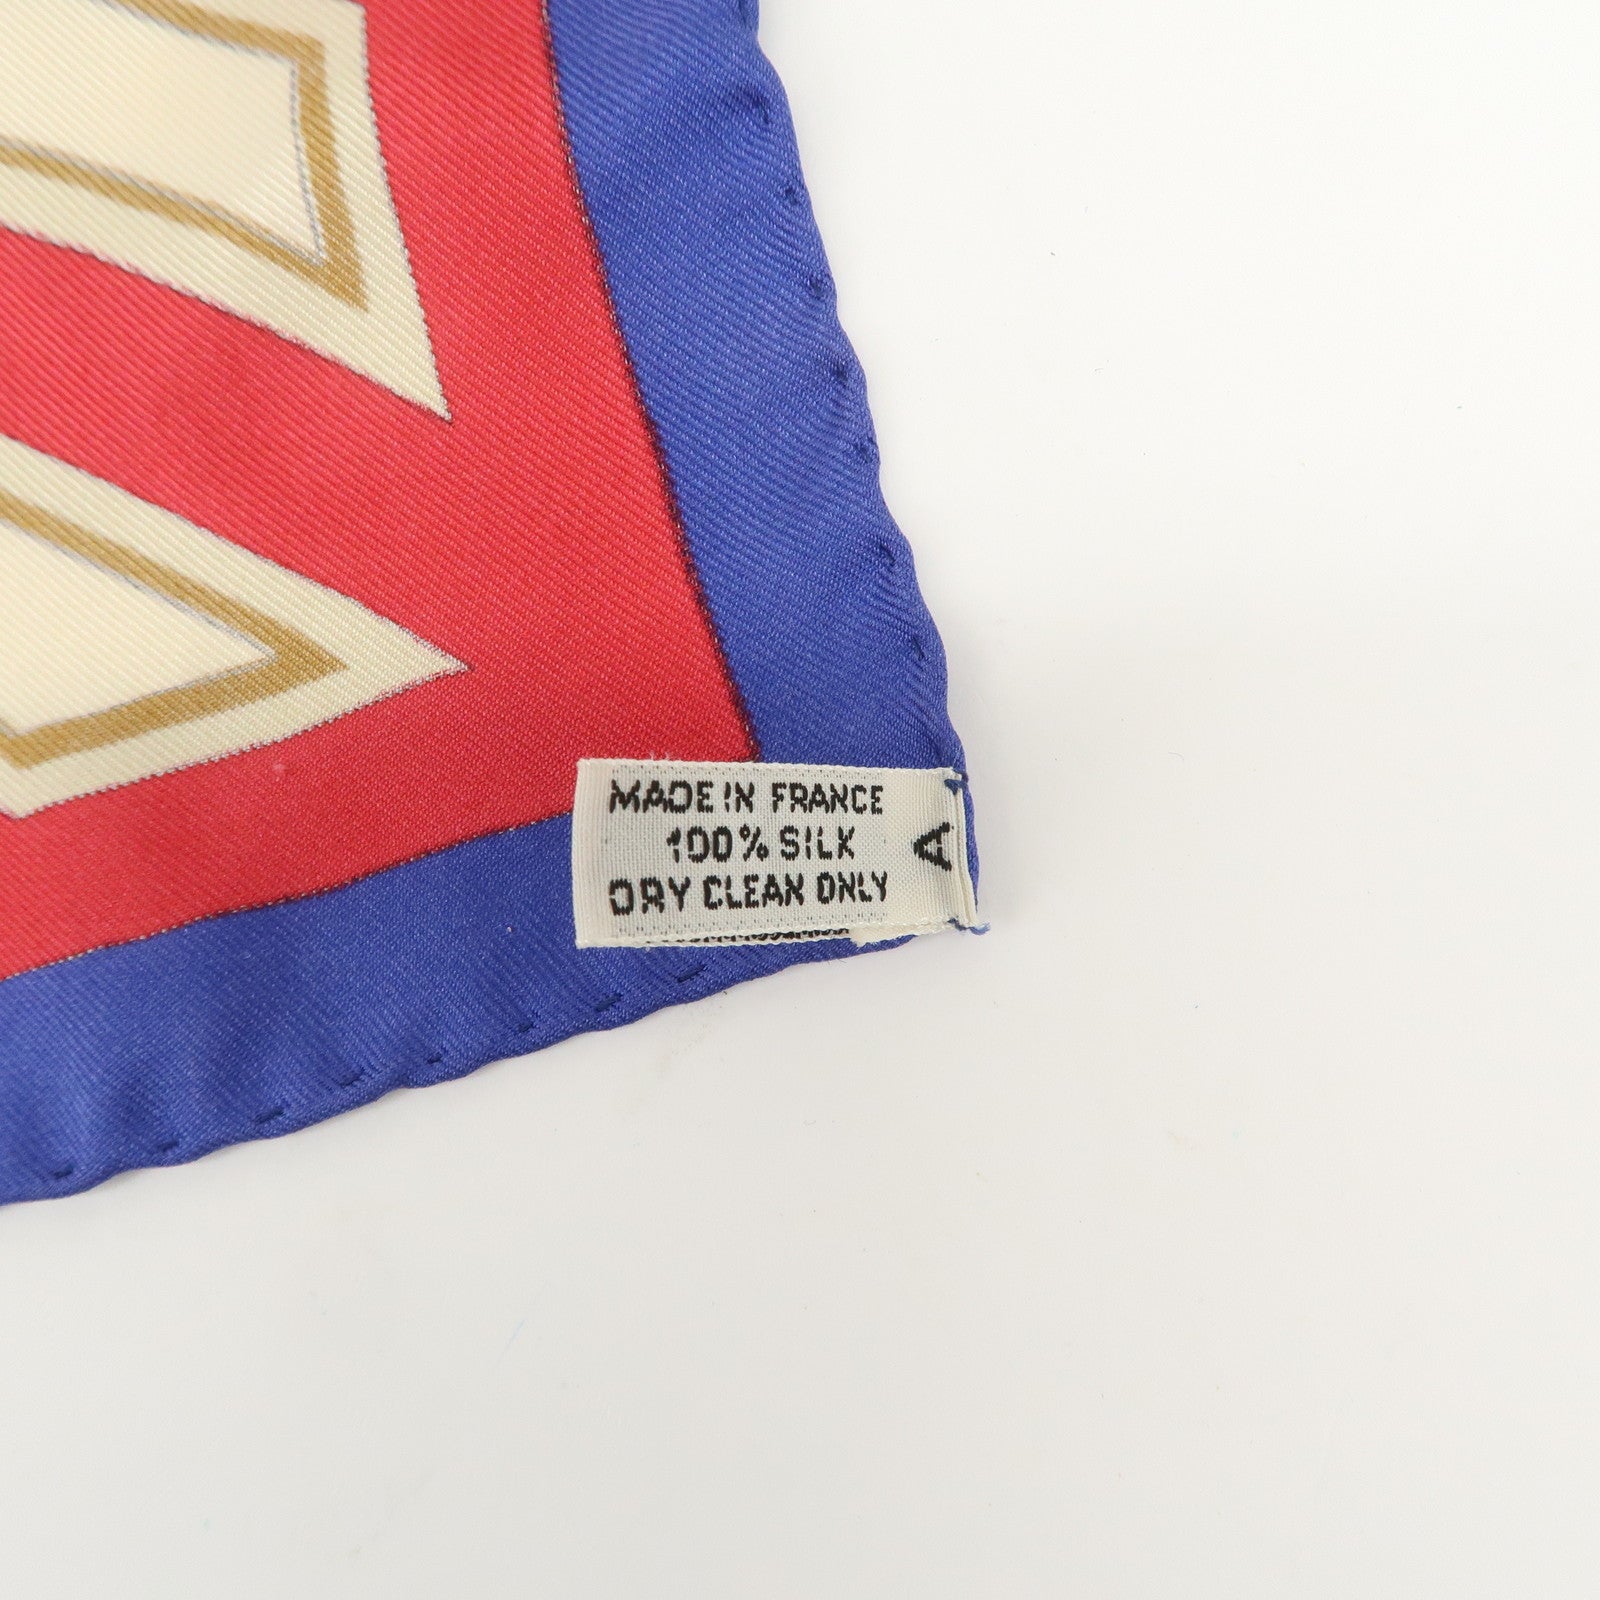 MADE IN FRANCE
100% SILK
DRY CLEAN ONLY
A